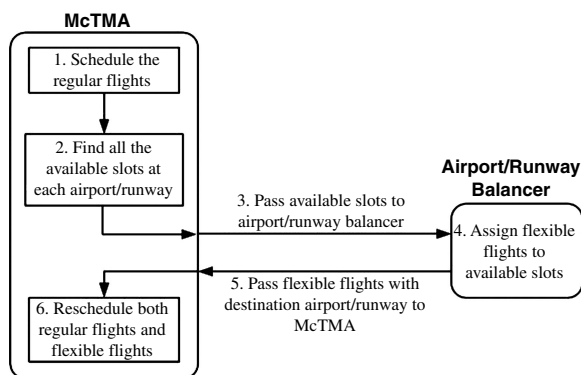 McTMA
1. Schedule the
regular flights
2. Find all the
available slots at
each airport/runway
3. Pass available slots to
airport/runway balancer
Airport/Runway
Balancer
4. Assign flexible
flights to
available slots
5. Pass flexible flights with
destination airport/runway to
McTMA
6. Reschedule both
regular flights and
flexible flights